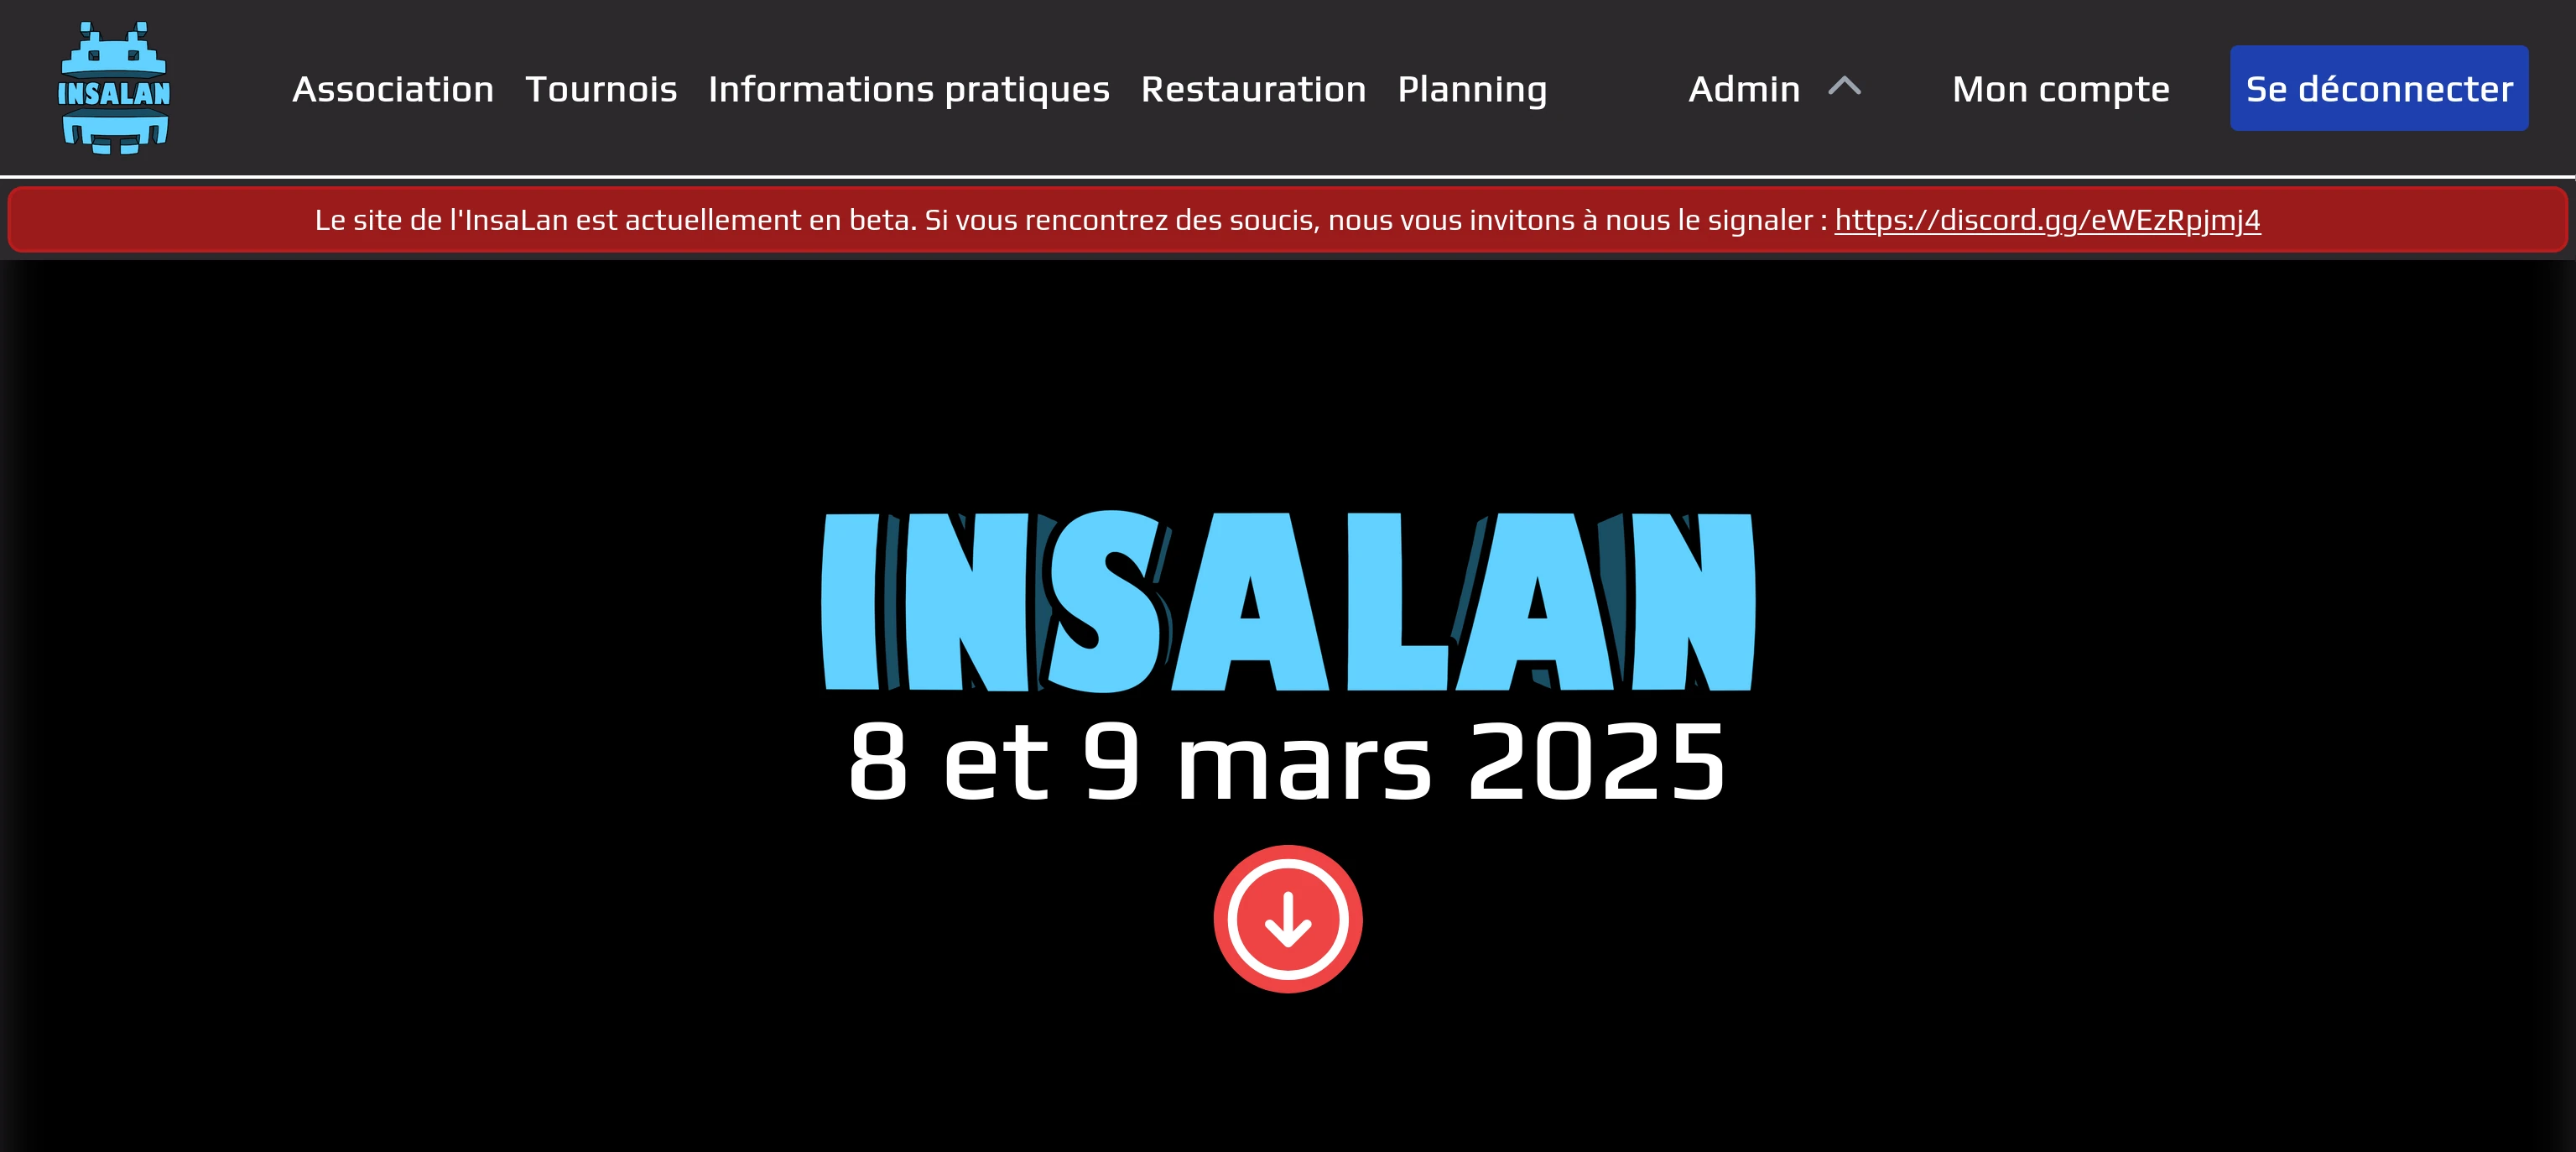 INSALAN
Association Tournois Informations pratiques Restauration Planning Admin Mon compte Se déconnecter
Le site de l'InsaLan est actuellement en beta. Si vous rencontrez des soucis, nous vous invitons à nous le signaler : https://discord.gg/eWEzRpjmj4
INSALAN
8 et 9 mars 2025